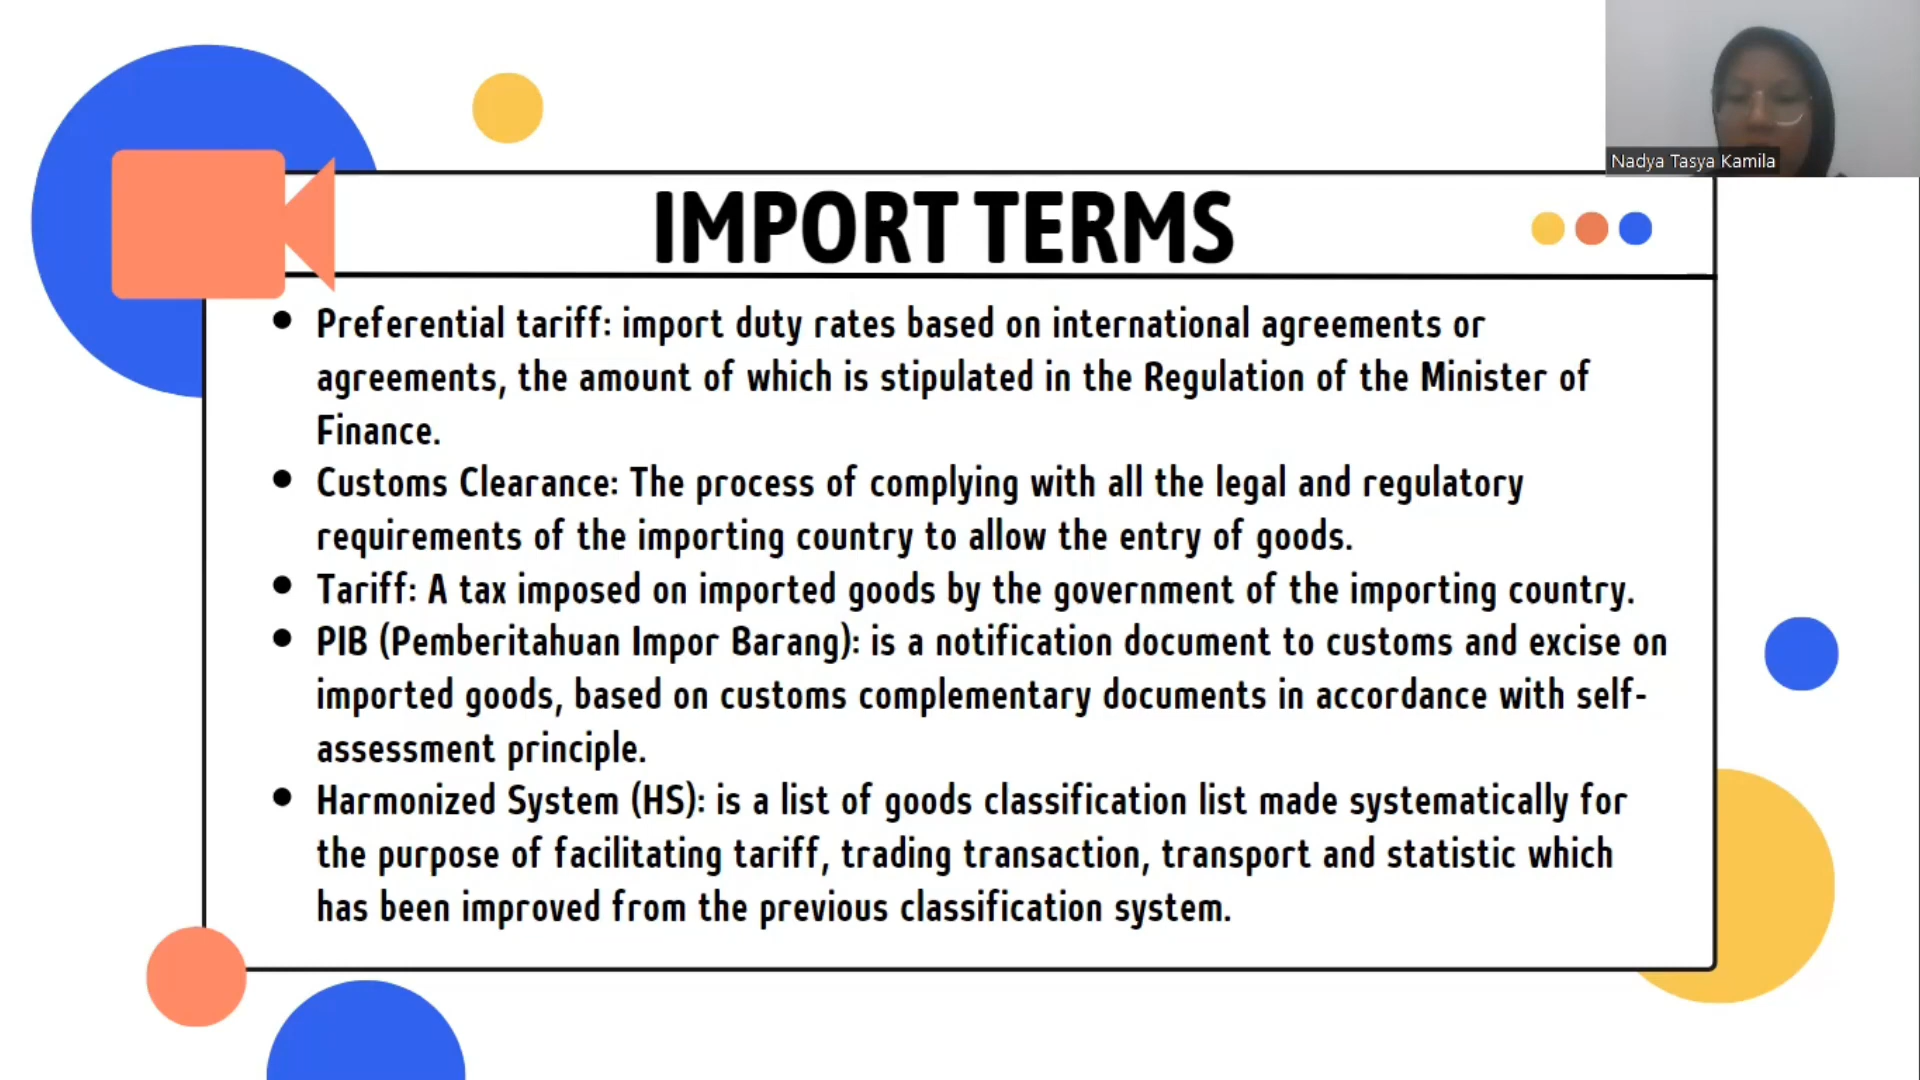 Nadya Tasya Kamila
IMPORT TERMS
• Preferential tariff: import duty rates based on international agreements or
agreements, the amount of which is stipulated in the Regulation of the Minister of
Finance.
• Customs Clearance: The process of complying with all the legal and regulatory
requirements of the importing country to allow the entry of goods.
• Tariff: A tax imposed on imported goods by the government of the importing country.
• PIB (Pemberitahuan Impor Barang): is a notification document to customs and excise on
imported goods, based on customs complementary documents in accordance with self-
assessment principle.
• Harmonized System (HS): is a list of goods classification list made systematically for
the purpose of facilitating tariff, trading transaction, transport and statistic which
has been improved from the previous classification system.